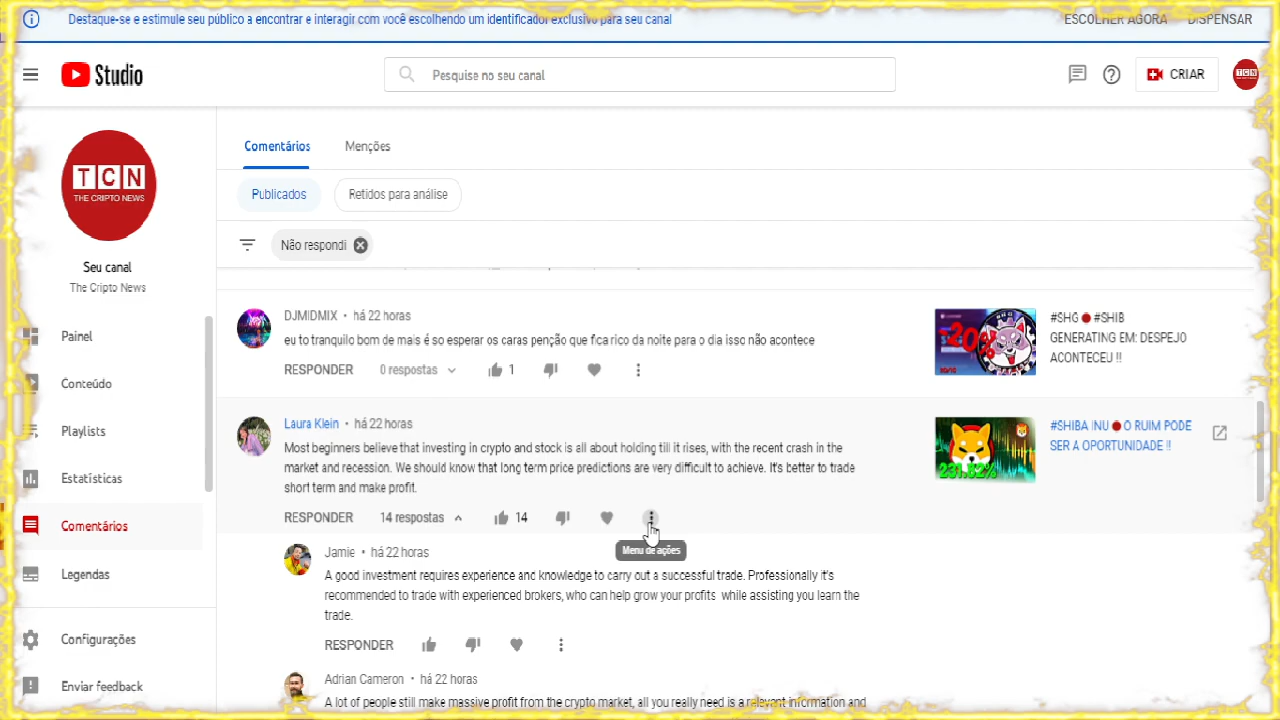 Destaque-se e estimule seu público a encontrar e interagir com você escolhendo um identificador exclusivo para seu canal
ESCOLHER AGORA
DISPENSAR
Studio
Pesquise no seu canal
CRIAR
TCN
TCN
THE CRIPTO NEWS
Seu canal
The Cripto News
Painel
Conteúdo
Playlists
Estatísticas
Comentários
Legendas
Configurações
Enviar feedback
Comentários
Menções
Publicados
Retidos para análise
Não respondi
DJMIDMIX • há 22 horas
eu to tranquilo bom de mais é so esperar os caras penção que fica rico da noite para o dia isso não acontece
RESPONDER
0 respostas
1
-20%
#SHG #SHIB
GENERATING EM: DESPEJO
ACONTECEU !!
Laura Klein • há 22 horas
Most beginners believe that investing in crypto and stock is all about holding till it rises, with the recent crash in the
market and recession. We should know that long term price predictions are very difficult to achieve. It's better to trade
short term and make profit.
RESPONDER
14 respostas
14
Menu de ações
231.82%
#SHIBA INU O RUIM PODE
SER A OPORTUNIDADE !!
Jamie • há 22 horas
A good investment requires experience and knowledge to carry out a successful trade. Professionally it's
recommended to trade with experienced brokers, who can help grow your profits while assisting you learn the
trade.
RESPONDER
Adrian Cameron • há 22 horas
A lot of people still make massive profit from the crypto market, all you really need is a relevant information and